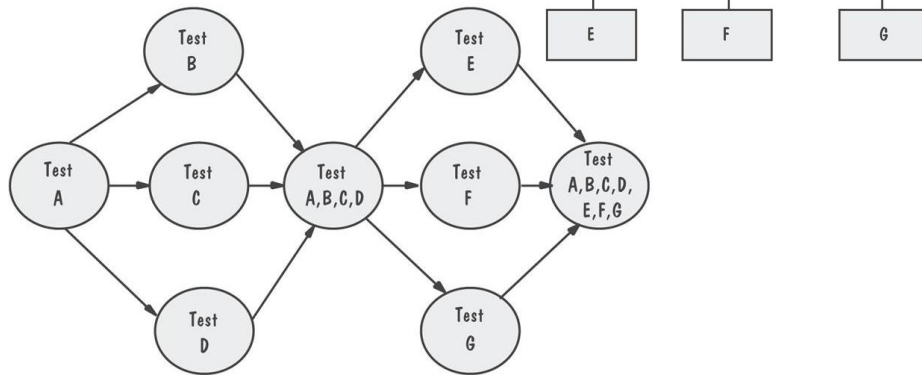 E
F
G
Test
B
Test
E
Test
A
Test
C
Test
A,B,C,D
Test
F
Test
A,B,C,D,
E,F,G
Test
D
Test
G